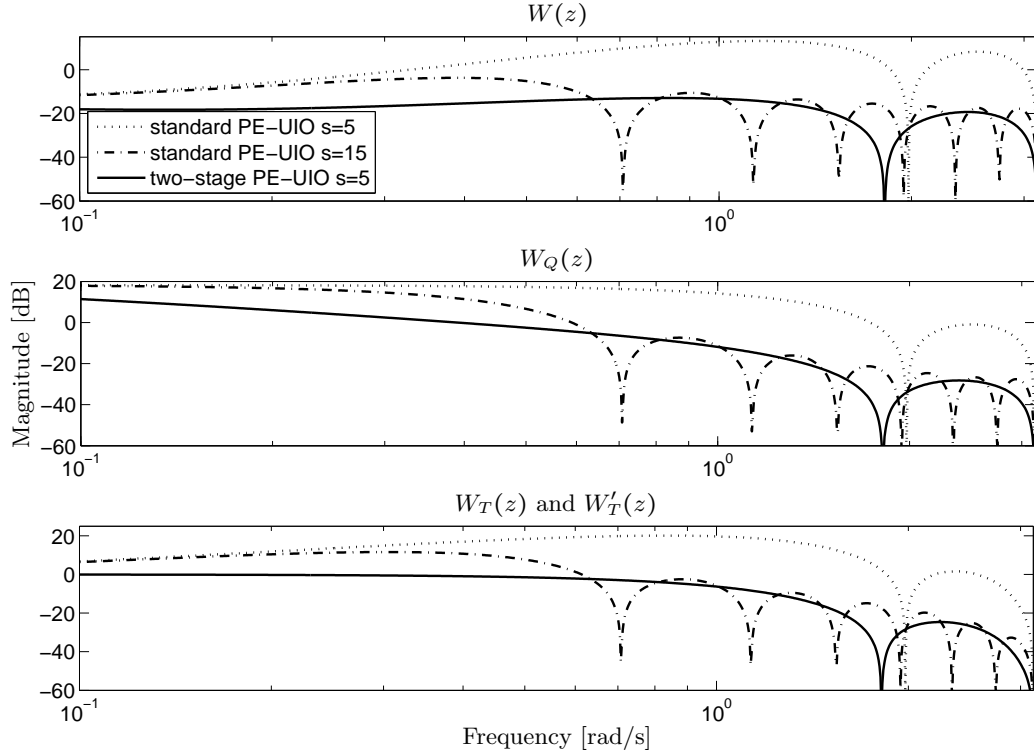 W(z)
0
−20
−40
−60
standard PE−UIO s=5
standard PE−UIO s=15
two−stage PE−UIO s=5
10−1
100
WQ(z)
20
0
−20
−40
−60
10−1
100
Magnitude [dB]
WT(z) and W′T(z)
20
0
−20
−40
−60
10−1
100
Frequency [rad/s]